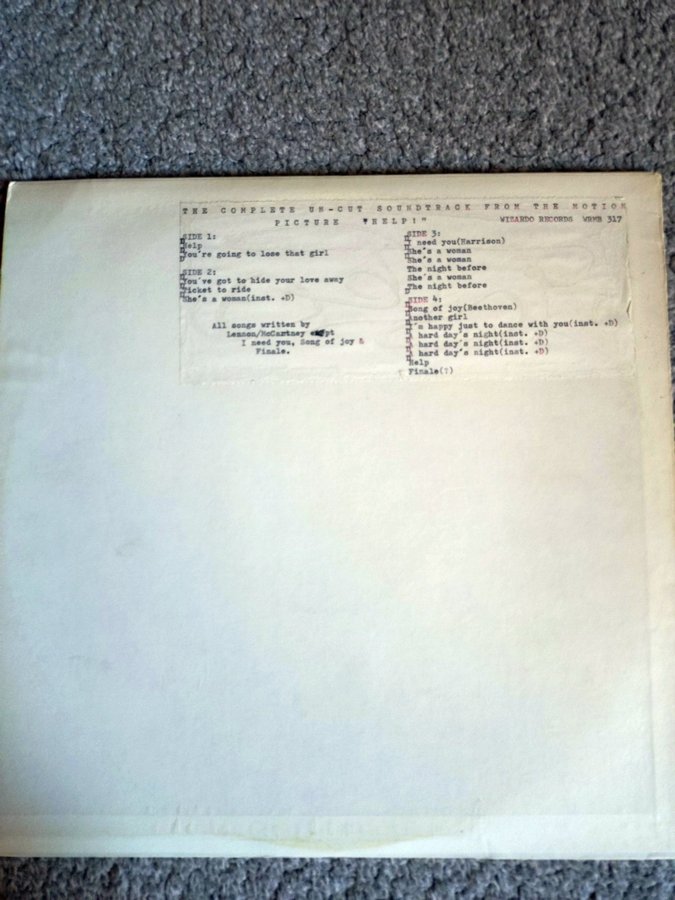 THE COMPLETE UN-CUT SOUNDTRACK FROM THE MOTION
PICTURE "HELP!" WIZARDO RECORDS WRMB 317
SIDE 1:
Help
You're going to lose that girl
SIDE 2:
You've got to hide your love away
Ticket to ride
She's a woman(inst. +D)
All songs written by
Lennon/McCartney exept
I need you, Song of joy &
Finale.
SIDE 3:
I need you(Harrison)
She's a woman
She's a woman
The night before
She's a woman
The night before
SIDE 4:
Song of joy(Beethoven)
Another girl
I'm happy just to dance with you(inst. +D)
A hard day's night(inst. +D)
A hard day's night(inst. +D)
A hard day's night(inst. +D)
Help
Finale(?)